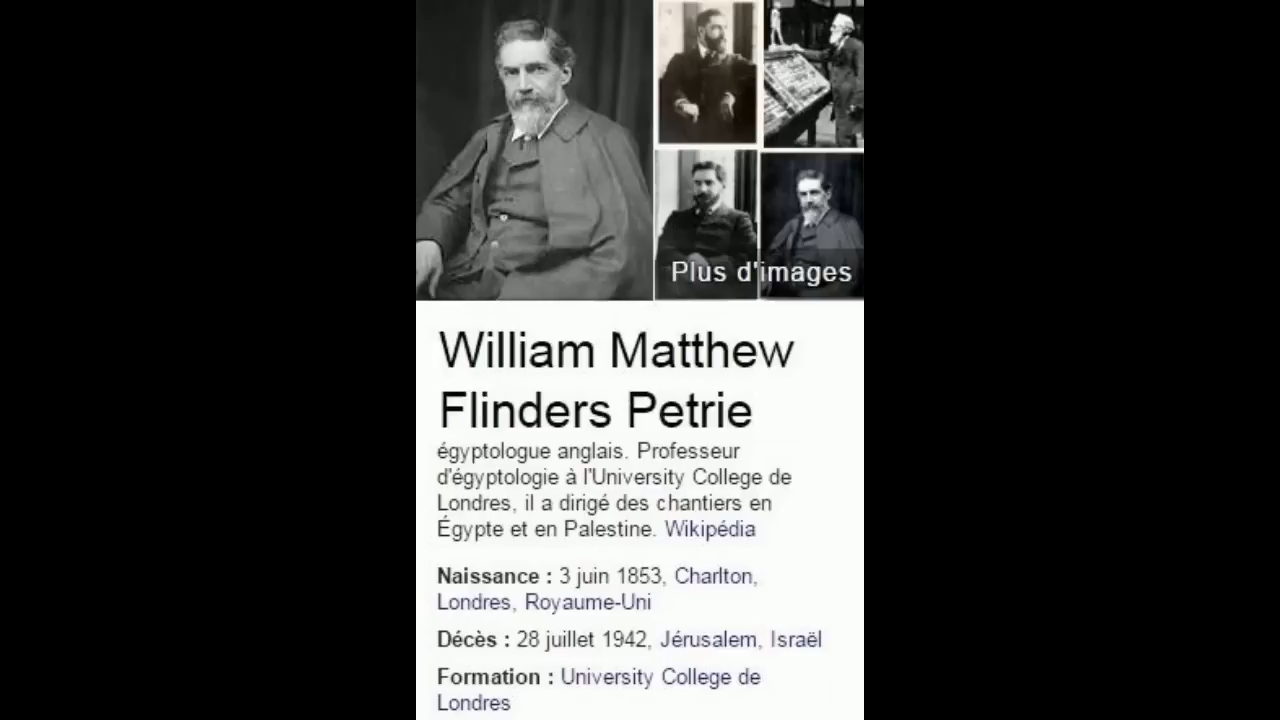 Plus d'images
William Matthew
Flinders Petrie
égyptologue anglais. Professeur
d'égyptologie à l'University College de
Londres, il a dirigé des chantiers en
Égypte et en Palestine. Wikipédia
Naissance : 3 juin 1853, Charlton,
Londres, Royaume-Uni
Décès : 28 juillet 1942, Jérusalem, Israël
Formation : University College de
Londres